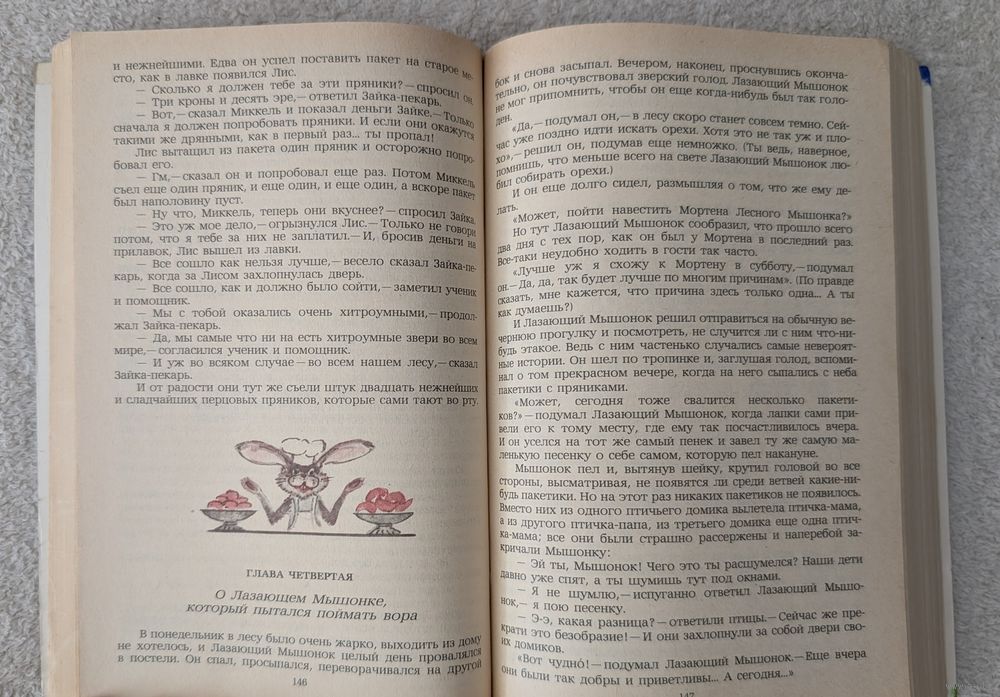 и нежнейшими. Едва он успел поставить пакет на старое ме-
сто, как в лавке появился Лис.
— Сколько я должен тебе за эти пряники? — спросил он.
— Три кроны и десять эре,— ответил Зайка-пекарь.
— Вот,— сказал Миккель и показал деньги Зайке.— Только
сначала я должен попробовать пряники. И если они окажутся
такими же дрянными, как в первый раз... ты пропал!
Лис вытащил из пакета один пряник и осторожно попро-
бовал его.
— Гм,— сказал он и попробовал еще раз. Потом Миккель
съел еще один пряник, и еще один, и еще один, а вскоре пакет
был наполовину пуст.
— Ну что, Миккель, теперь они вкуснее? — спросил Зайка.
— Это уж мое дело,— огрызнулся Лис.— Только не говори
потом, что я тебе за них не заплатил.— И, бросив деньги на
прилавок, Лис вышел из лавки.
— Все сошло как нельзя лучше,— весело сказал Зайка-пе-
карь, когда за Лисом захлопнулась дверь.
— Все сошло, как и должно было сойти,— заметил ученик
и помощник.
— Мы с тобой оказались очень хитроумными,— продол-
жал Зайка-пекарь.
— Да, мы самые что ни на есть хитроумные звери во всем
мире,— согласился ученик и помощник.
— И уж во всяком случае — во всем нашем лесу,— сказал
Зайка-пекарь.
И от радости они тут же съели штук двадцать нежнейших
и сладчайших перцовых пряников, которые сами тают во рту.
ГЛАВА ЧЕТВЕРТАЯ
О Лазающем Мышонке,
который пытался поймать вора
В понедельник в лесу было очень жарко, выходить из дому
не хотелось, и Лазающий Мышонок целый день провалялся
в постели. Он спал, просыпался, переворачивался на другой
146
бок и снова засыпал. Вечером, наконец, проснувшись оконча-
тельно, он почувствовал зверский голод. Лазающий Мышонок
не мог припомнить, чтобы он еще когда-нибудь был так голо-
ден.
«Да,— подумал он,— в лесу скоро станет совсем темно. Сей-
час уже поздно идти искать орехи. Хотя это не так уж и пло-
хо»,— решил он, подумав еще немножко. (Ты ведь, наверное,
помнишь, что меньше всего на свете Лазающий Мышонок лю-
бил собирать орехи.)
И он еще долго сидел, размышляя о том, что же ему де-
лать.
«Может, пойти навестить Мортена Лесного Мышонка?»
Но тут Лазающий Мышонок сообразил, что прошло всего
два дня с тех пор, как он был у Мортена в последний раз.
Все-таки неудобно ходить в гости так часто.
«Лучше уж я схожу к Мортену в субботу,— подумал
он.— Да, да, так будет лучше по многим причинам». (По правде
сказать, мне кажется, что причина здесь только одна... А ты
как думаешь?)
И Лазающий Мышонок решил отправиться на обычную ве-
чернюю прогулку и посмотреть, не случится ли с ним что-ни-
будь этакое. Ведь с ним частенько случались самые невероят-
ные истории. Он шел по тропинке и, заглушая голод, вспоми-
нал о том прекрасном вечере, когда на него сыпались с неба
пакетики с пряниками.
«Может, сегодня тоже свалится несколько пакети-
ков?» — подумал Лазающий Мышонок, когда лапки сами при-
вели его к тому месту, где ему так посчастливилось вчера.
И он уселся на тот же самый пенек и завел ту же самую ма-
ленькую песенку о себе самом, которую пел накануне.
Мышонок пел и, вытянув шейку, крутил головой во все
стороны, высматривая, не появятся ли среди ветвей какие-ни-
будь пакетики. Но на этот раз никаких пакетиков не появилось.
Вместо них из одного птичьего домика вылетела птичка-мама,
а из другого птичка-папа, из третьего домика еще одна птич-
ка-мама; все они были страшно рассержены и наперебой за-
кричали Мышонку:
— Эй ты, Мышонок! Чего это ты расшумелся? Наши дети
давно уже спят, а ты шумишь тут под окнами.
— Я не шумлю,— испуганно ответил Лазающий Мышо-
нок,— я пою песенку.
— Э-э, какая разница? — ответили птицы.— Сейчас же пре-
крати это безобразие! — И они захлопнули за собой двери сво-
их домиков.
«Вот чудно́! — подумал Лазающий Мышонок.— Еще вчера
они были так добры и приветливы... А сегодня...»
147